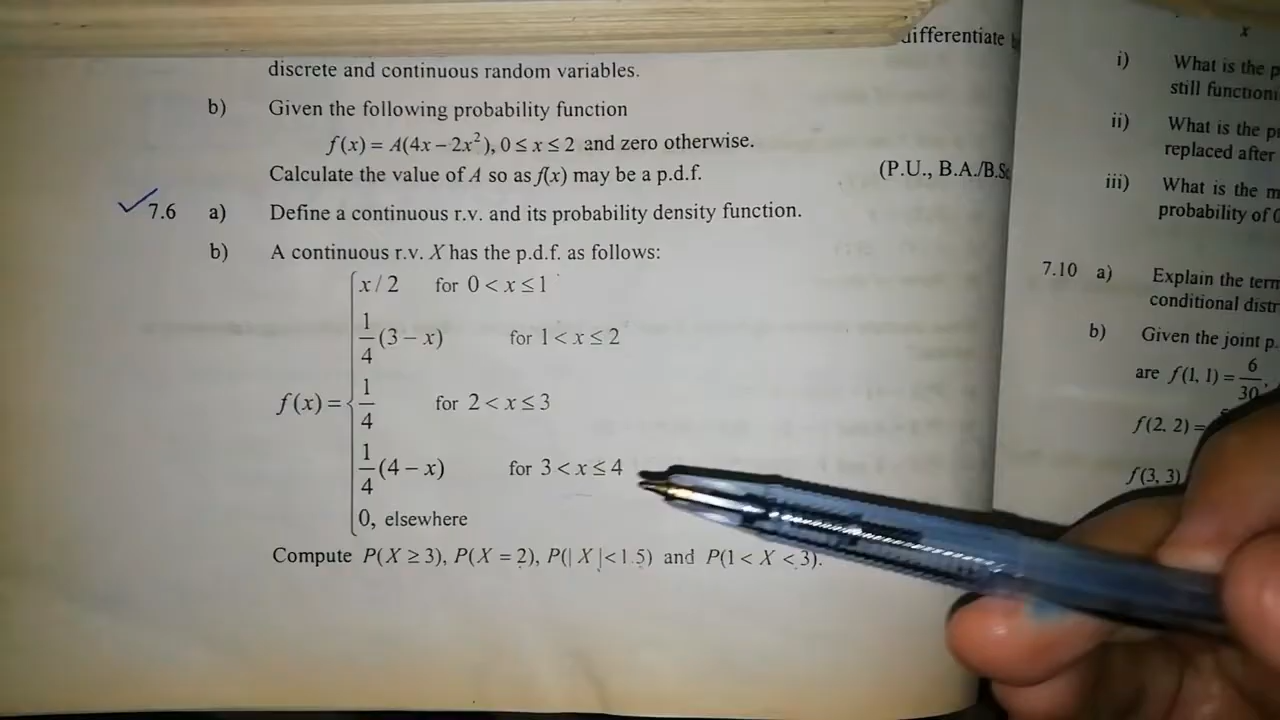 differentiate
discrete and continuous random variables.
b) Given the following probability function
f(x) = A(4x − 2x²), 0 ≤ x ≤ 2 and zero otherwise.
Calculate the value of A so as f(x) may be a p.d.f. (P.U., B.A./B.Sc
7.6 a) Define a continuous r.v. and its probability density function.
b) A continuous r.v. X has the p.d.f. as follows:
x / 2 for 0 < x ≤ 1
1/4 (3 − x) for 1 < x ≤ 2
f(x) = 1/4 for 2 < x ≤ 3
1/4 (4 − x) for 3 < x ≤ 4
0, elsewhere
Compute P(X ≥ 3), P(X = 2), P(| X |<1.5) and P(1 < X < 3).
x
i) What is the p
still function
ii) What is the p
replaced after
iii) What is the m
probability of 0
7.10 a) Explain the term
conditional distr
b) Given the joint p.
are f(1, 1) = 6/30,
f(2, 2) =
f(3, 3)